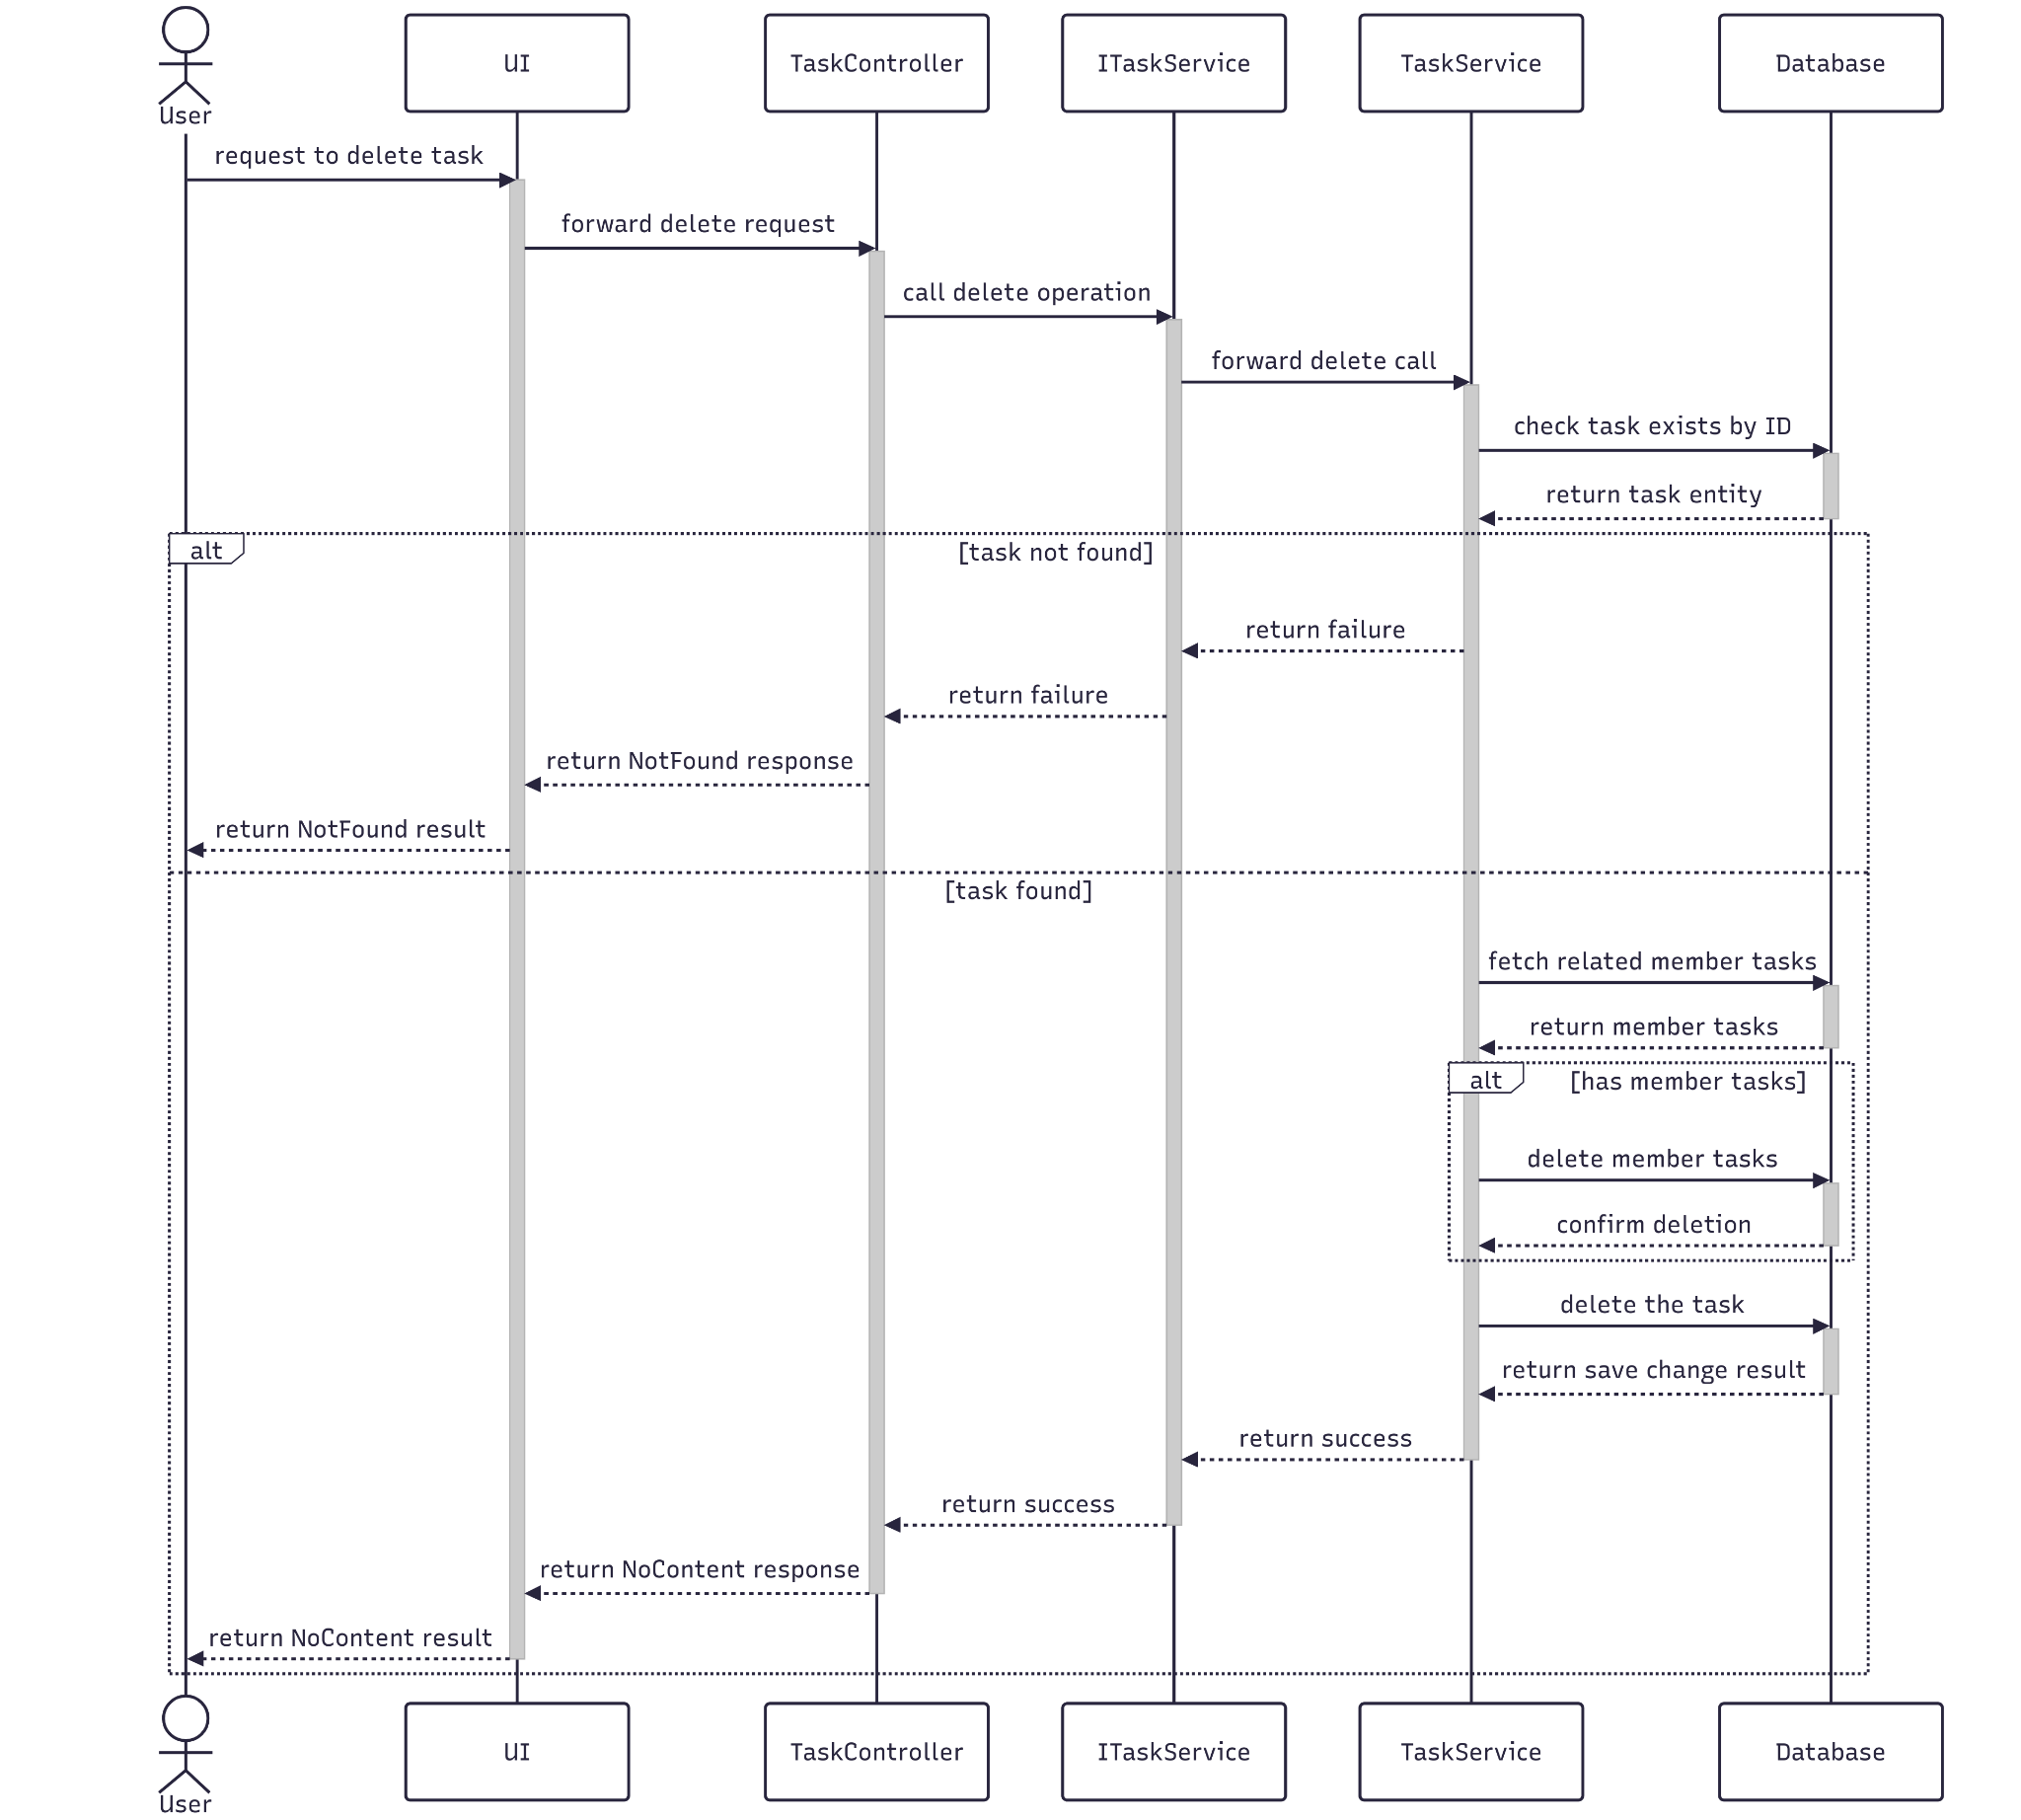 User
UI
TaskController
ITaskService
TaskService
Database
request to delete task
forward delete request
call delete operation
forward delete call
check task exists by ID
return task entity
alt
[task not found]
return failure
return failure
return NotFound response
return NotFound result
[task found]
fetch related member tasks
return member tasks
alt
[has member tasks]
delete member tasks
confirm deletion
delete the task
return save change result
return success
return success
return NoContent response
return NoContent result
User
UI
TaskController
ITaskService
TaskService
Database